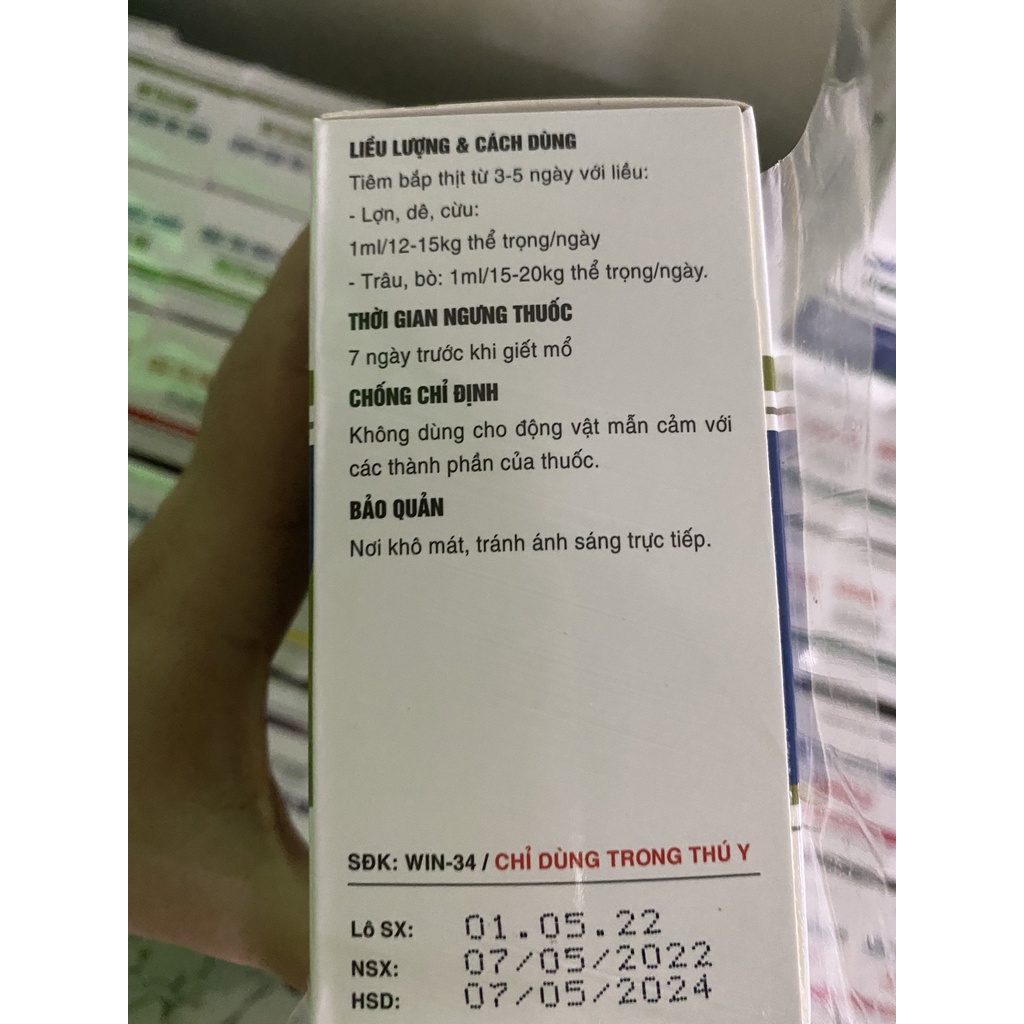 LIỀU LƯỢNG & CÁCH DÙNG
Tiêm bắp thịt từ 3-5 ngày với liều:
- Lợn, dê, cừu:
1ml/12-15kg thể trọng/ngày
- Trâu, bò: 1ml/15-20kg thể trọng/ngày.
THỜI GIAN NGƯNG THUỐC
7 ngày trước khi giết mổ
CHỐNG CHỈ ĐỊNH
Không dùng cho động vật mẫn cảm với
các thành phần của thuốc.
BẢO QUẢN
Nơi khô mát, tránh ánh sáng trực tiếp.
SĐK: WIN-34 / CHỈ DÙNG TRONG THÚ Y
Lô SX: 01.05.22
NSX: 07/05/2022
HSD: 07/05/2024